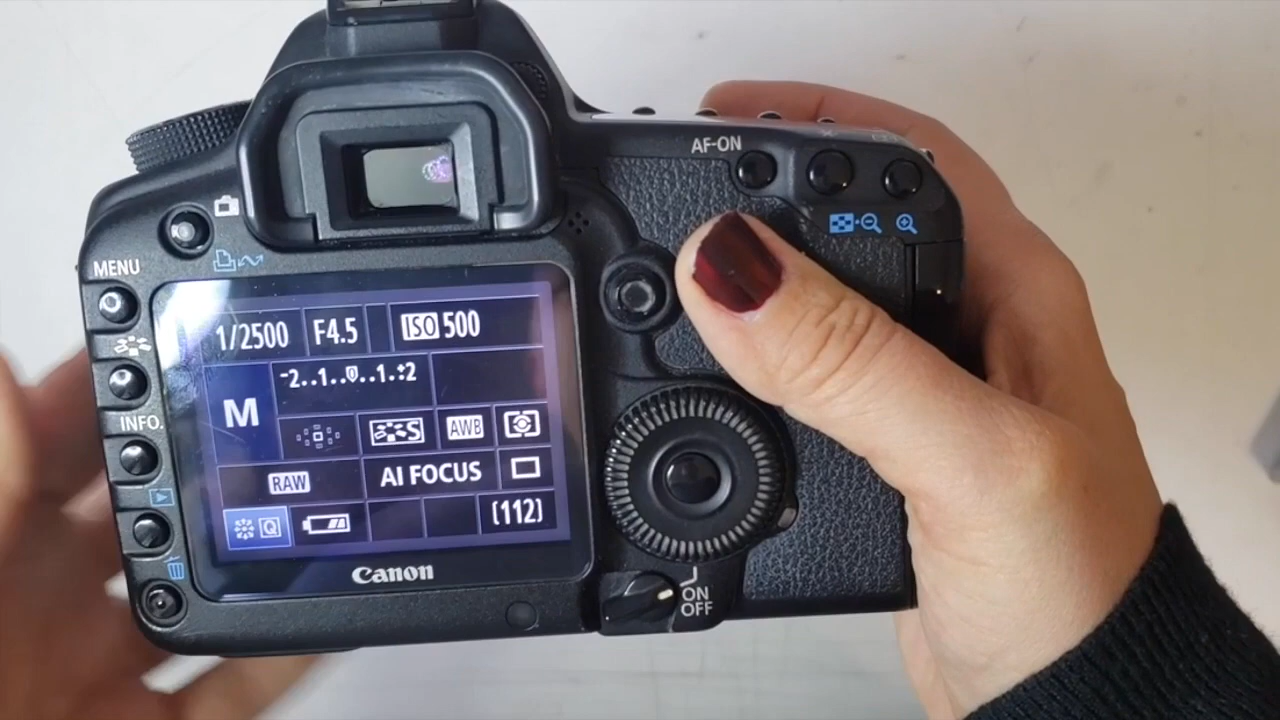 AF-ON
MENU
1/2500 F4.5 ISO 500
-2..1..0..1.:+2
M
S AWB
INFO.
RAW AI FOCUS
Q [112]
Canon
ON
OFF